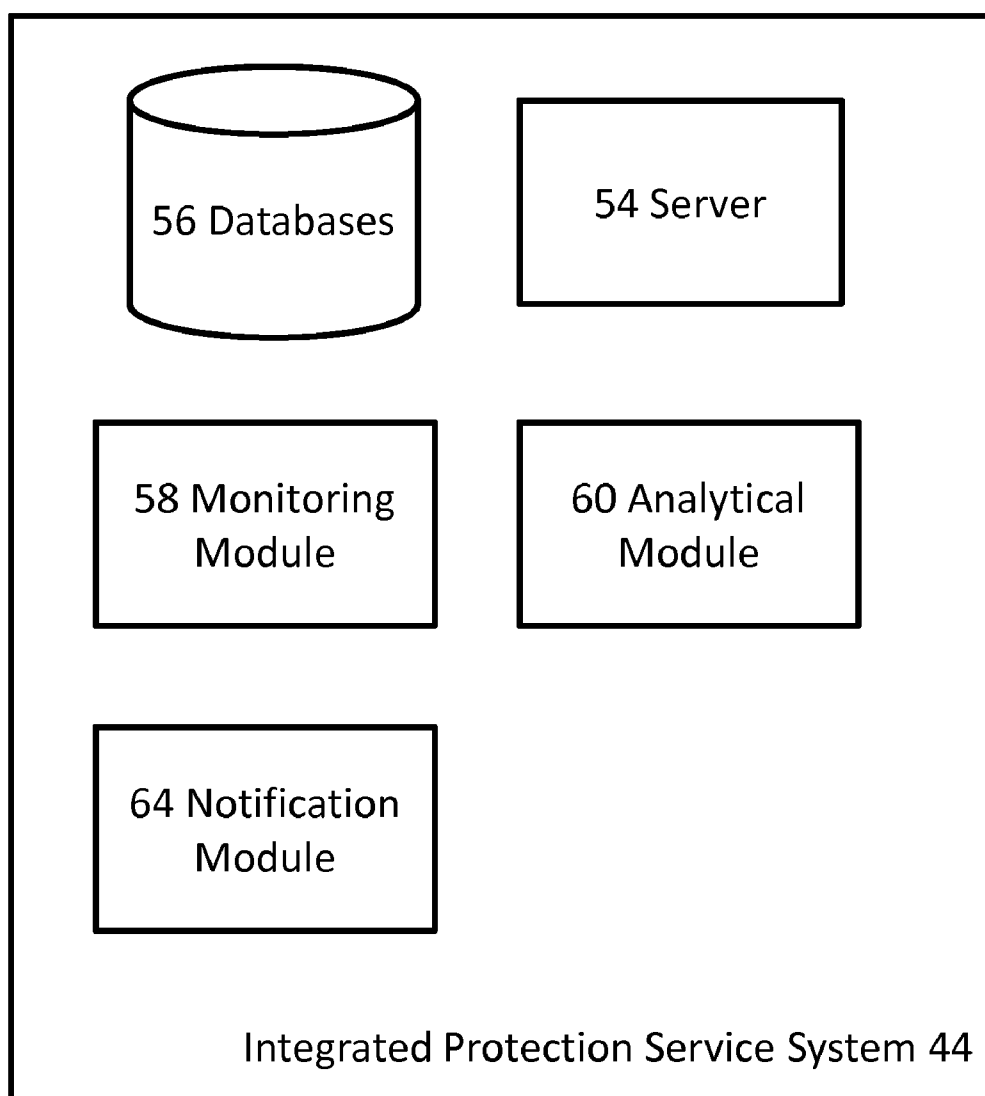 56 Databases
54 Server
58 Monitoring
Module
60 Analytical
Module
64 Notification
Module
Integrated Protection Service System 44